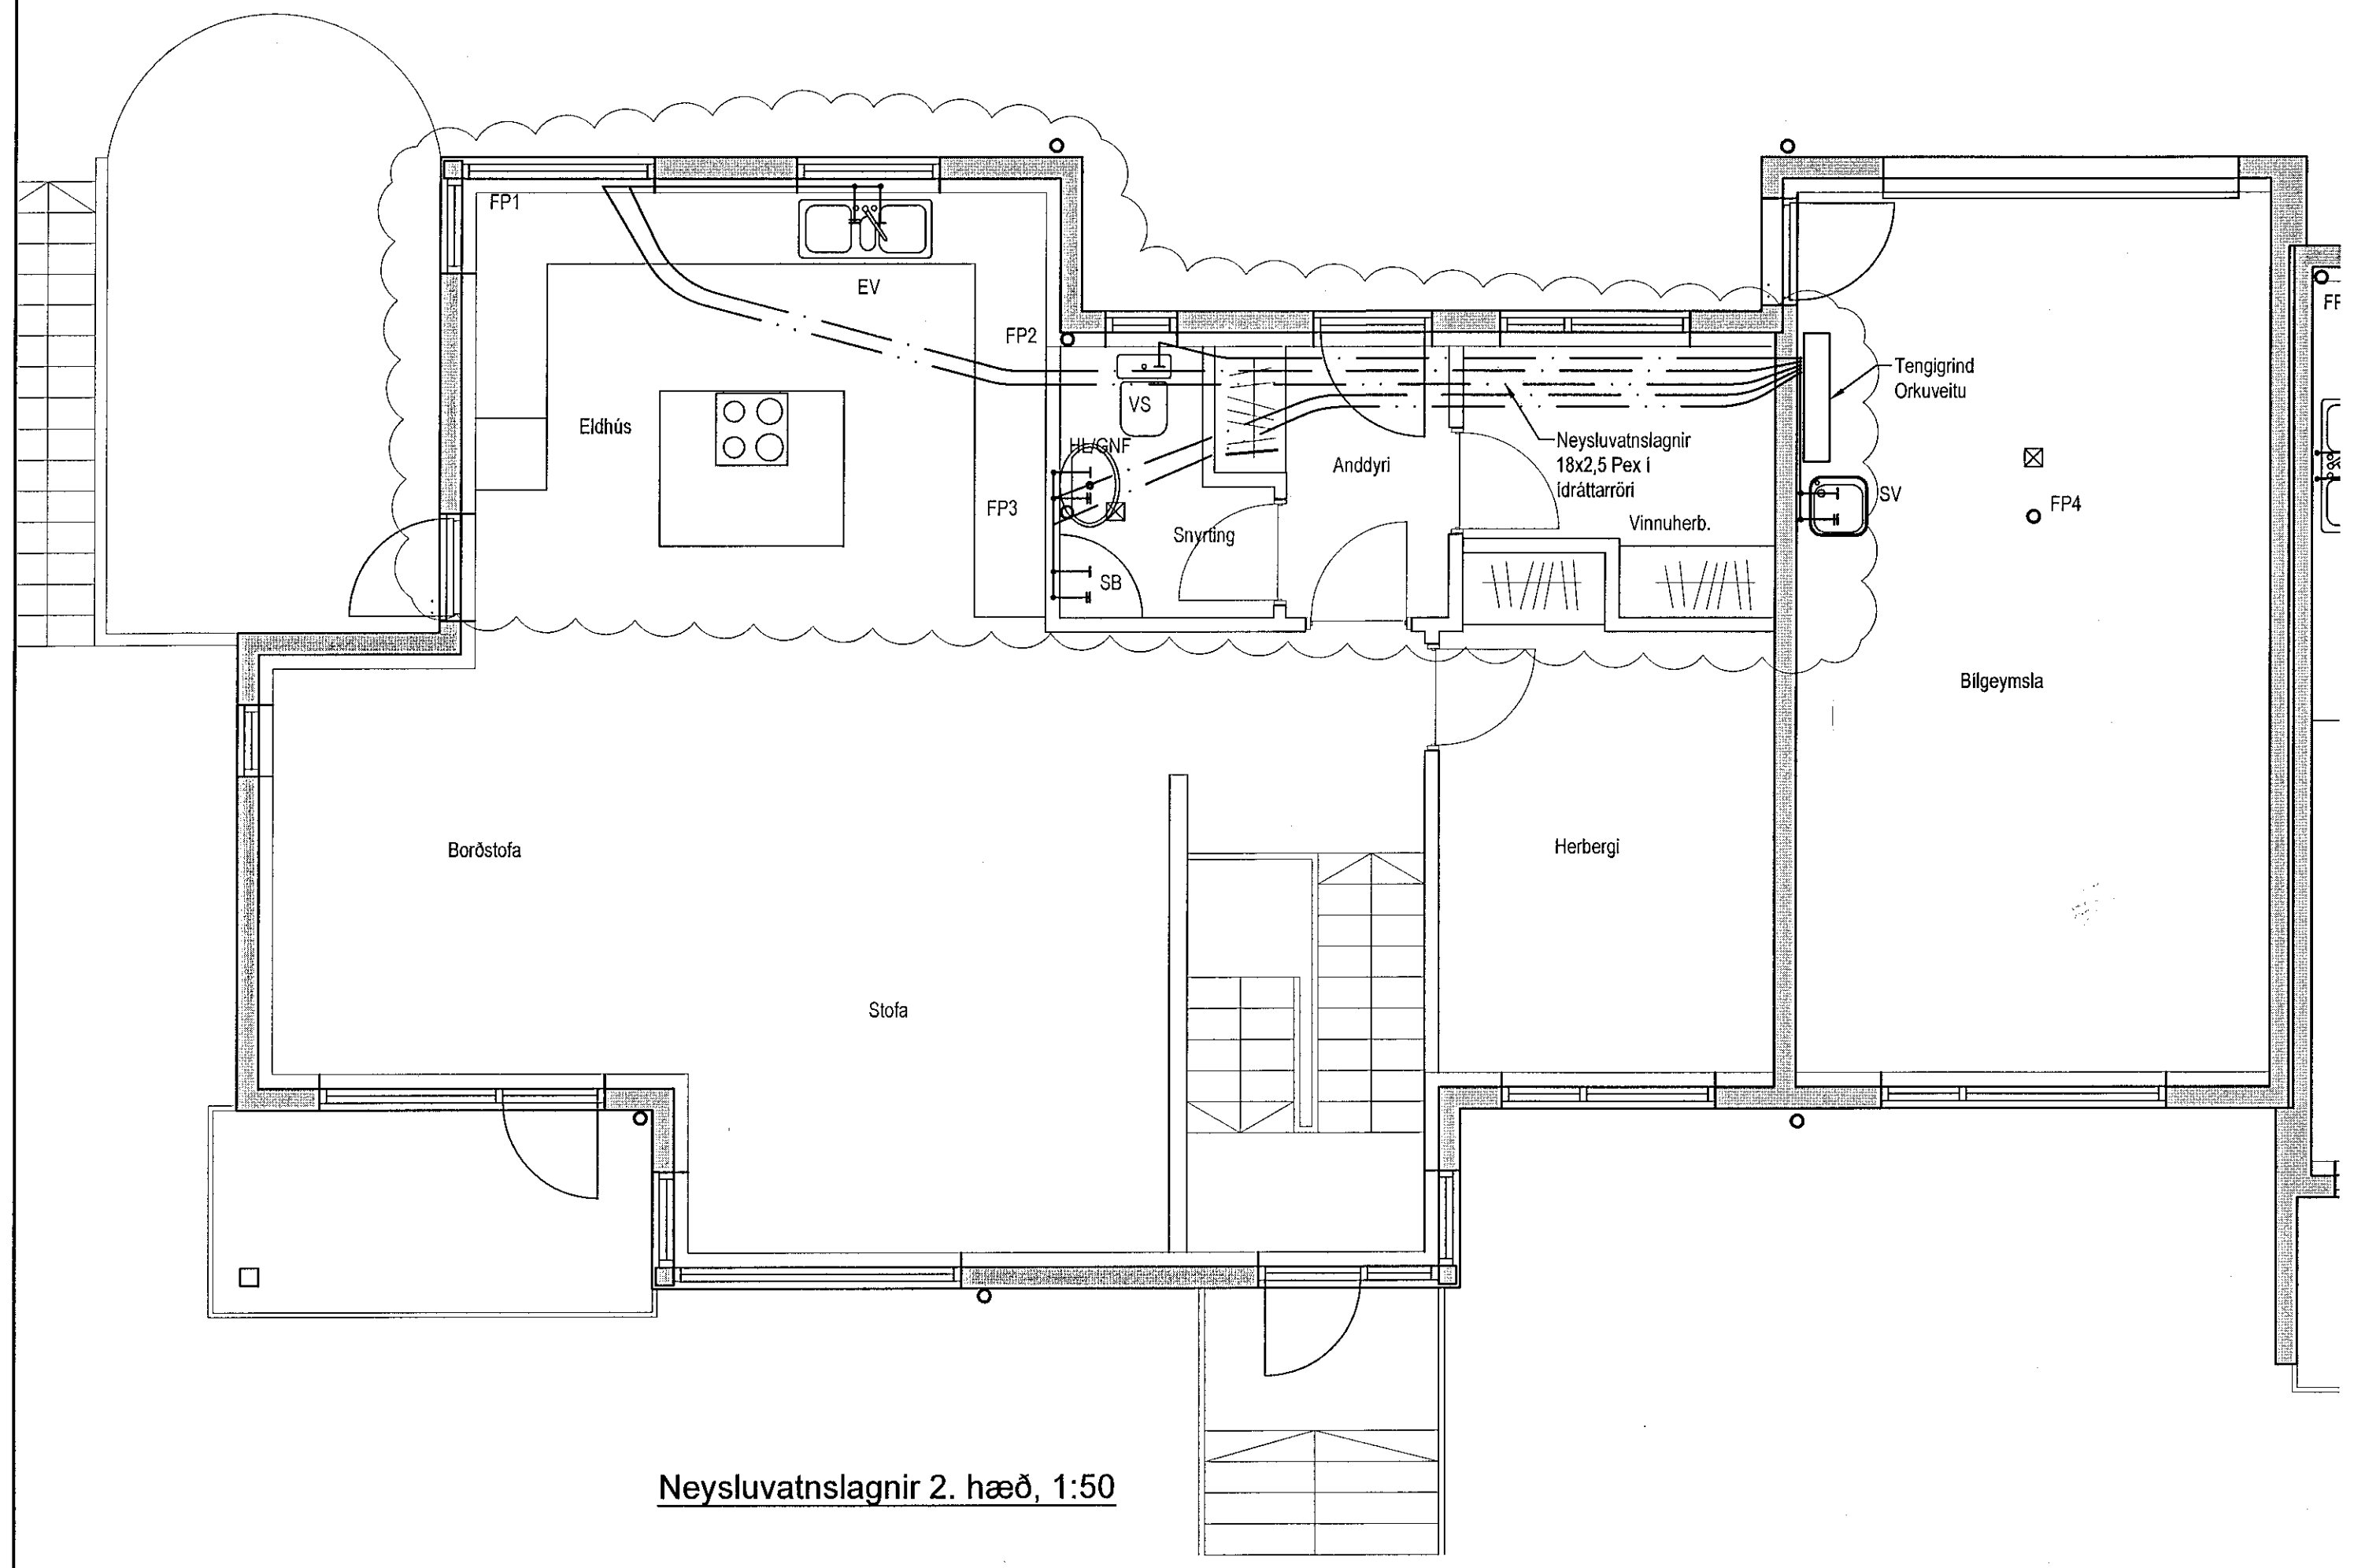 FP1
EV
FP2
FF
Tengigrind
Orkuveitu
VS
Eldhús
HL/GNF
Neysluvatnslagnir
18x2,5 Pex í
ídráttarröri
Anddyri
SV
FP4
FP3
Vinnuherb.
Snyrting
SB
Bílgeymsla
Borðstofa
Herbergi
Stofa
Neysluvatnslagnir 2. hæð, 1:50